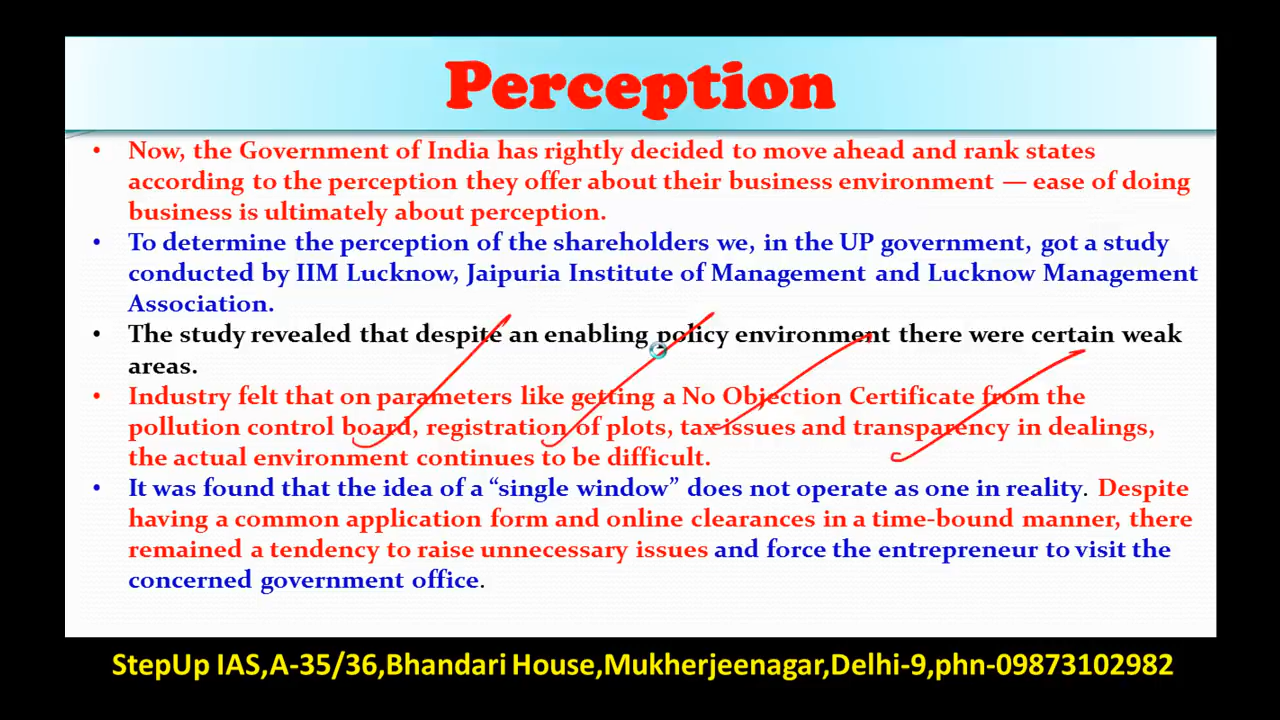 Perception
• Now, the Government of India has rightly decided to move ahead and rank states
according to the perception they offer about their business environment — ease of doing
business is ultimately about perception.
• To determine the perception of the shareholders we, in the UP government, got a study
conducted by IIM Lucknow, Jaipuria Institute of Management and Lucknow Management
Association.
• The study revealed that despite an enabling policy environment there were certain weak
areas.
• Industry felt that on parameters like getting a No Objection Certificate from the
pollution control board, registration of plots, tax issues and transparency in dealings,
the actual environment continues to be difficult.
• It was found that the idea of a “single window” does not operate as one in reality. Despite
having a common application form and online clearances in a time-bound manner, there
remained a tendency to raise unnecessary issues and force the entrepreneur to visit the
concerned government office.
StepUp IAS,A-35/36,Bhandari House,Mukherjeenagar,Delhi-9,phn-09873102982